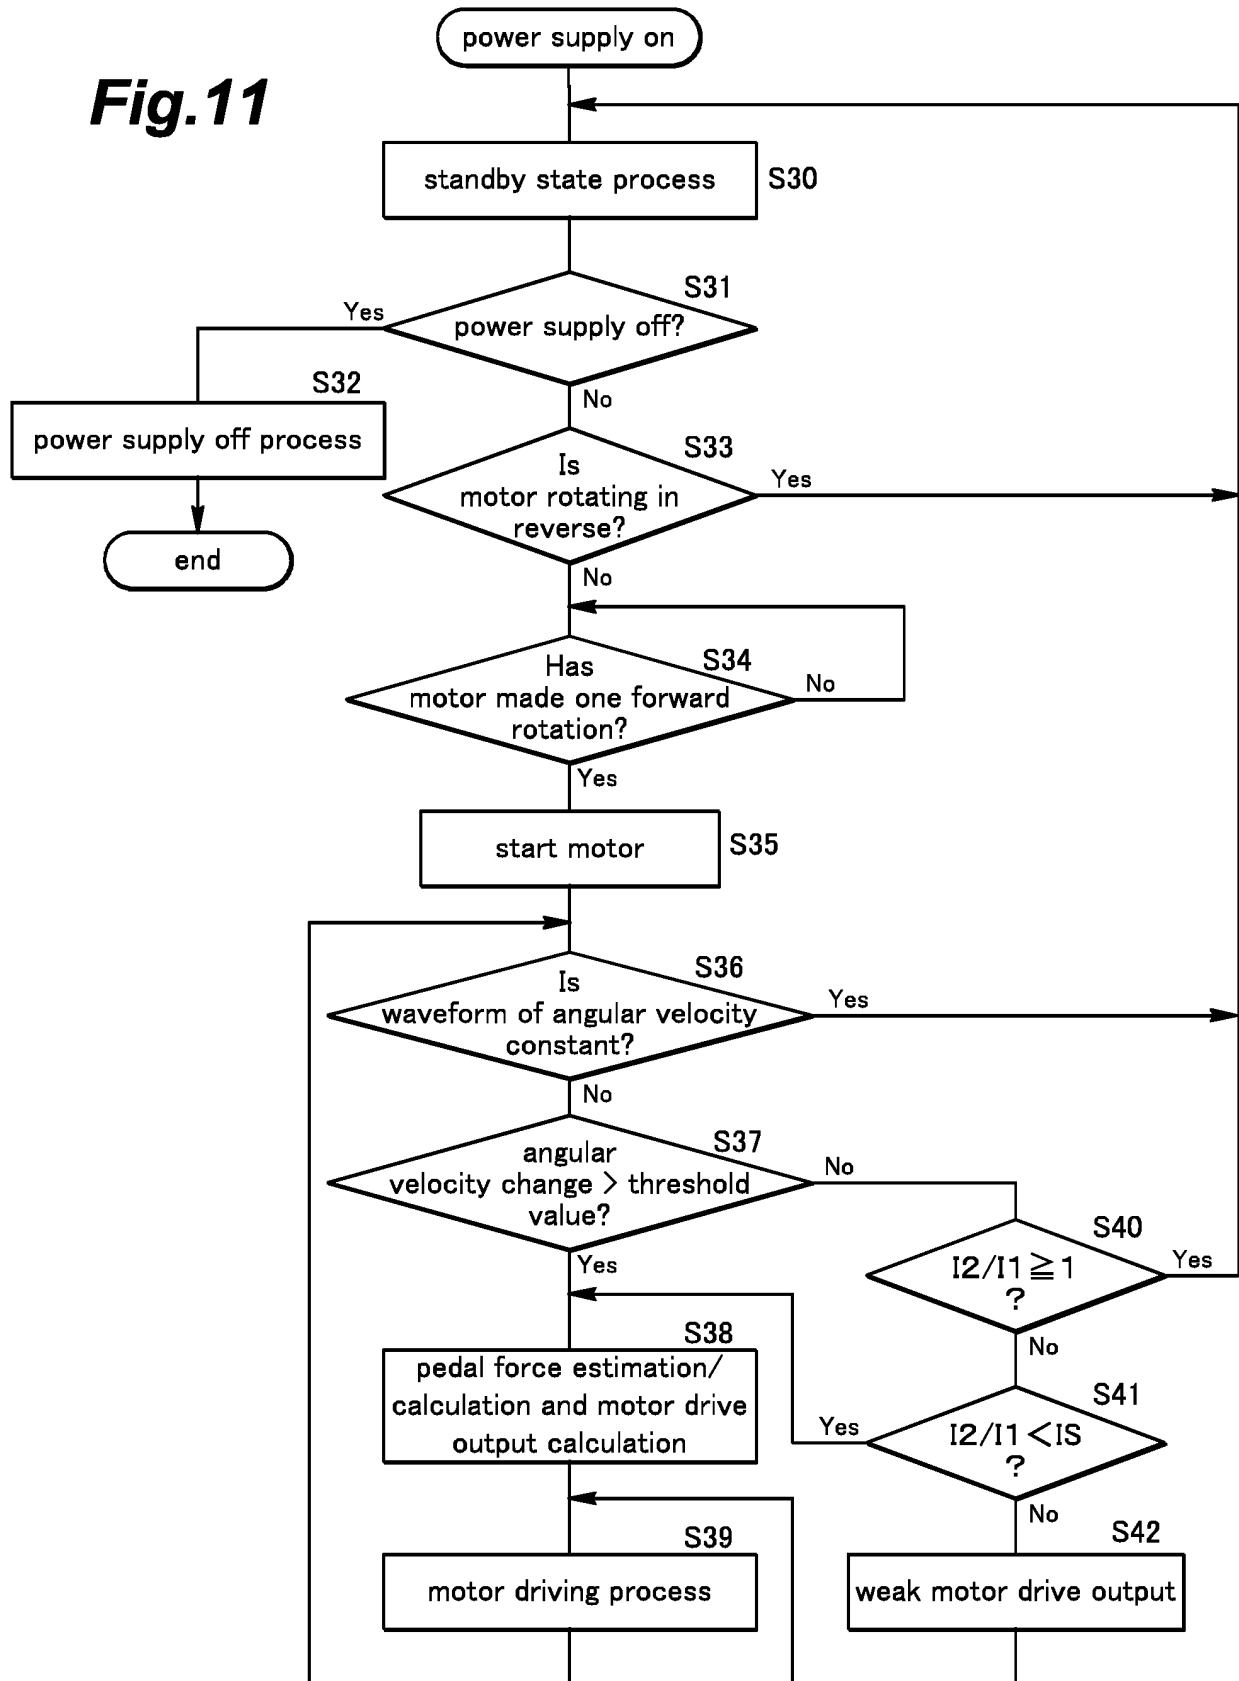 power supply on
Fig.11
standby state process
S30
S31
Yes
power supply off?
S32
No
power supply off process
S33
Is
motor rotating in
reverse?
Yes
end
No
S34
Has
motor made one forward
rotation?
No
Yes
start motor
S35
S36
Is
waveform of angular velocity
constant?
Yes
No
S37
angular
velocity change > threshold
value?
No
S40
Yes
I2/I1≧1
?
Yes
S38
No
pedal force estimation/
calculation and motor drive
output calculation
S41
Yes
I2/I1<IS
?
No
S39
S42
motor driving process
weak motor drive output